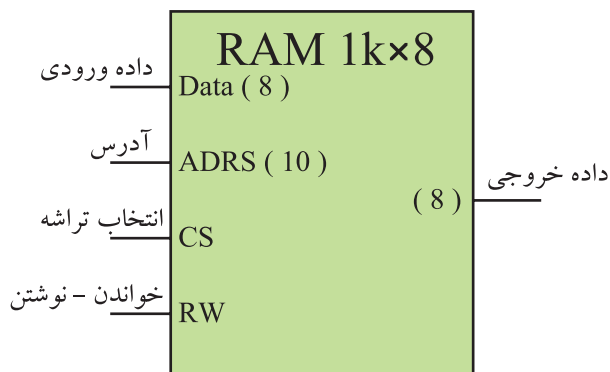 RAM 1k×8
داده ورودی
Data ( 8 )
آدرس
ADRS ( 10 )
داده خروجی
( 8 )
انتخاب تراشه
CS
خواندن – نوشتن
RW